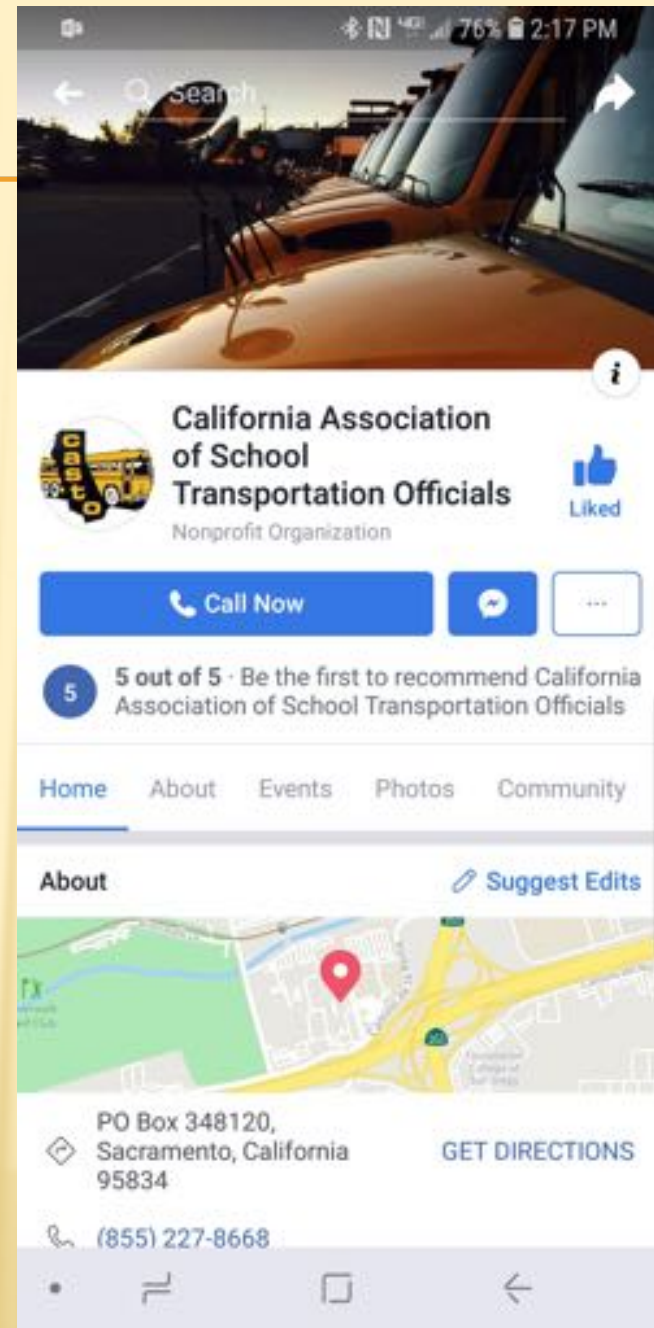 76% 2:17 PM
Search
California Association
of School
Transportation Officials
Nonprofit Organization
Liked
casto
Call Now
5 out of 5 · Be the first to recommend California
5
Association of School Transportation Officials
Home About Events Photos Community
About
Suggest Edits
PO Box 348120,
Sacramento, California
95834
GET DIRECTIONS
(855) 227-8668